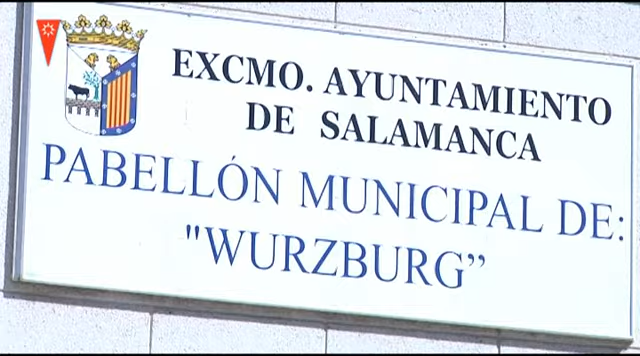 EXCMO. AYUNTAMIENTO
DE SALAMANCA
PABELLÓN MUNICIPAL DE:
"WURZBURG”